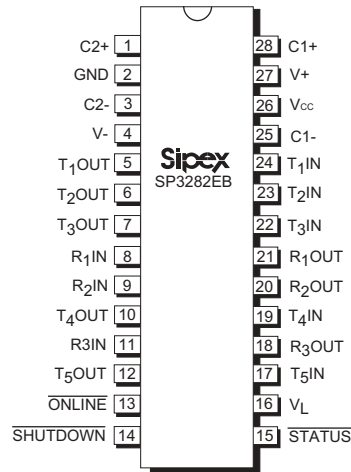 C2+ 1 28 C1+
GND 2 27 V+
C2- 3 26 Vcc
V- 4 25 C1-
Sipex
T1OUT 5 24 T1IN
SP3282EB
T2OUT 6 23 T2IN
T3OUT 7 22 T3IN
R1IN 8 21 R1OUT
R2IN 9 20 R2OUT
T4OUT 10 19 T4IN
R3IN 11 18 R3OUT
T5OUT 12 17 T5IN
ONLINE 13 16 VL
SHUTDOWN 14 15 STATUS